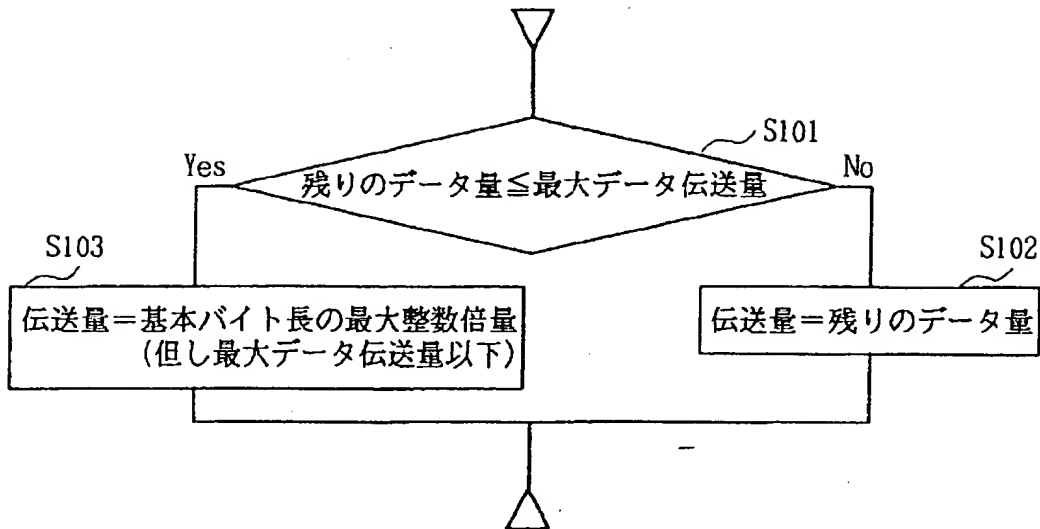 S101
Yes
残りのデータ量≦最大データ伝送量
No
S103
伝送量＝基本バイト長の最大整数倍量
(但し最大データ伝送量以下)
S102
伝送量＝残りのデータ量